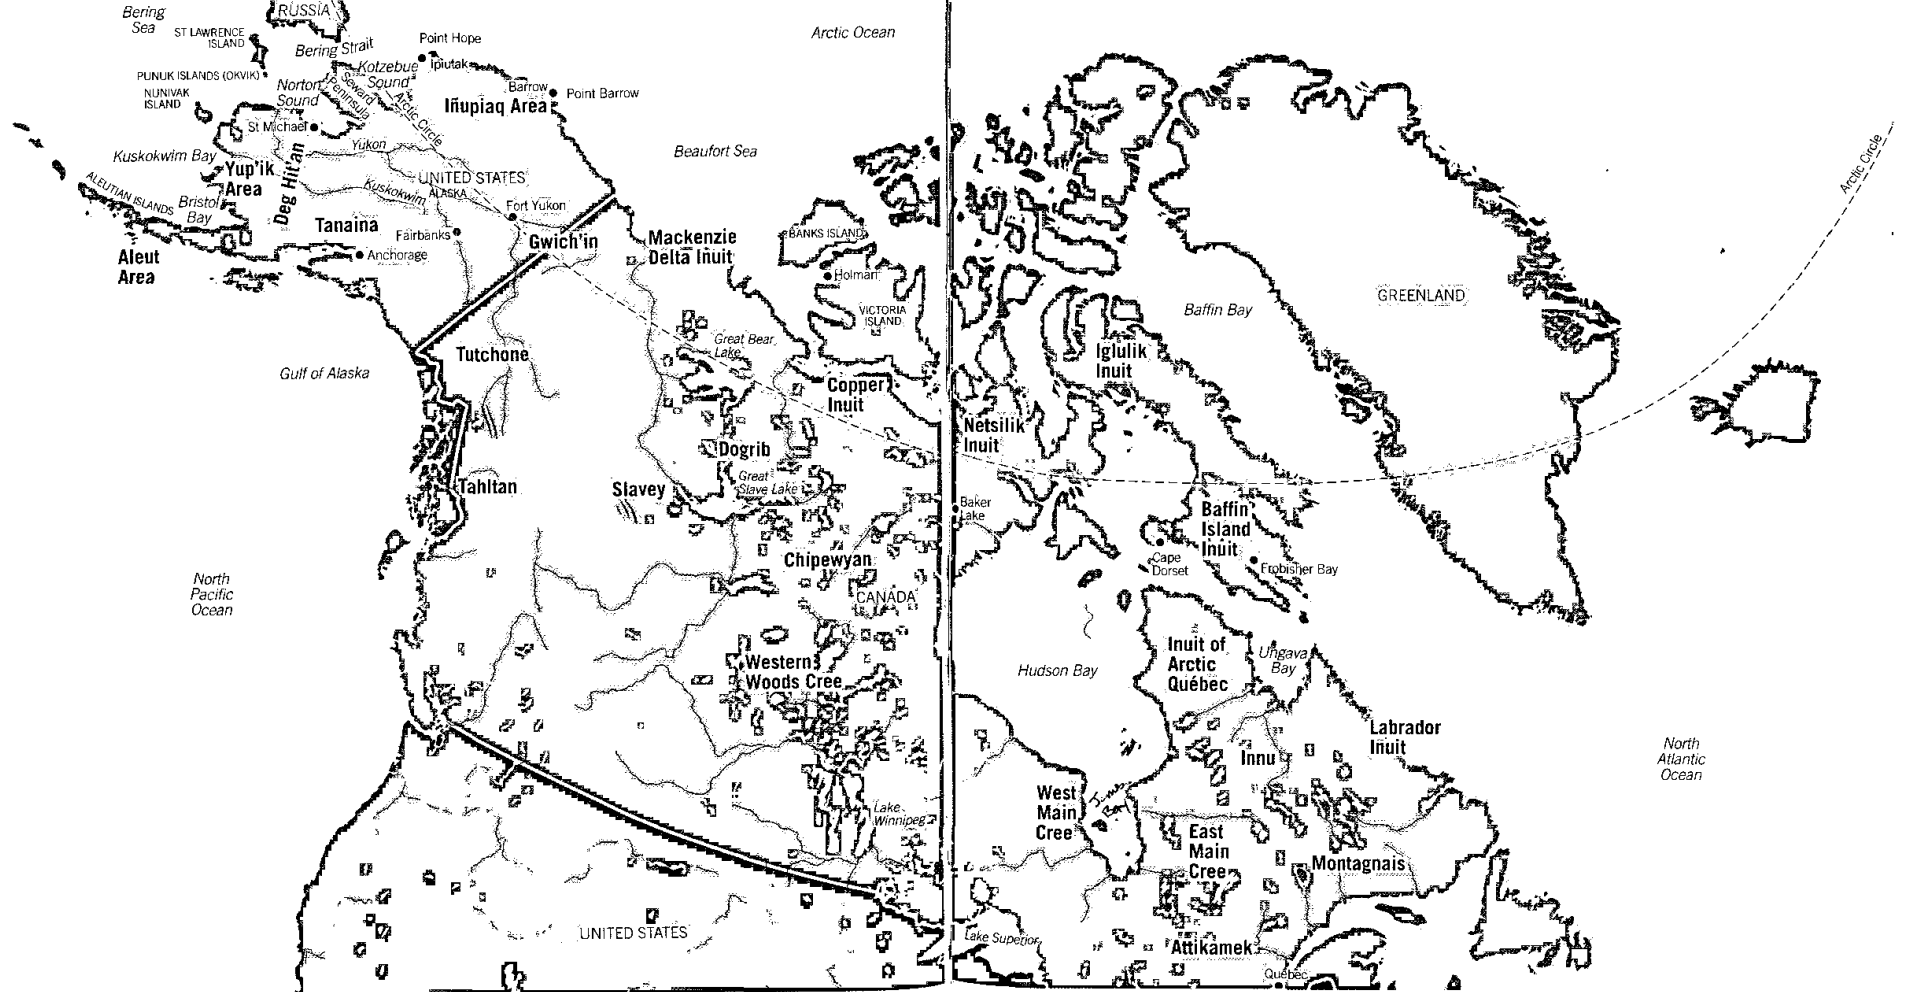 Bering
Sea
RUSSIA
ST LAWRENCE
ISLAND
Bering Strait
Point Hope
Ipiutak
Arctic Ocean
PUNUK ISLANDS (OKVIK)
NUNIVAK
ISLAND
Norton
Sound
Kotzebue
Sound
Seward
Peninsula
Arctic Circle
Barrow
Point Barrow
Iñupiaq Area
St Michael
Kuskokwim Bay
Yukon
Beaufort Sea
Yup'ik
Area
Deg Hit'an
UNITED STATES
ALASKA
Kuskokwim
ALEUTIAN ISLANDS
Bristol
Bay
Fort Yukon
Tanaina
Fairbanks
Anchorage
Gwich'in
Aleut
Area
Mackenzie
Delta Inuit
BANKS ISLAND
Holman
VICTORIA
ISLAND
Arctic Circle
Baffin Bay
GREENLAND
Great Bear
Lake
Tutchone
Gulf of Alaska
Copper
Inuit
Iglulik
Inuit
Netsilik
Inuit
Dogrib
Great
Slave Lake
Slavey
Tahltan
Baker
Lake
Baffin
Island
Inuit
Cape
Dorset
Frobisher Bay
Chipewyan
CANADA
North
Pacific
Ocean
Western
Woods Cree
Hudson Bay
Inuit of
Arctic
Québec
Ungava
Bay
Labrador
Inuit
Innu
North
Atlantic
Ocean
West
Main
Cree
James
Bay
Lake
Winnipeg
East
Main
Cree
Montagnais
UNITED STATES
Lake Superior
Attikamek
Québec